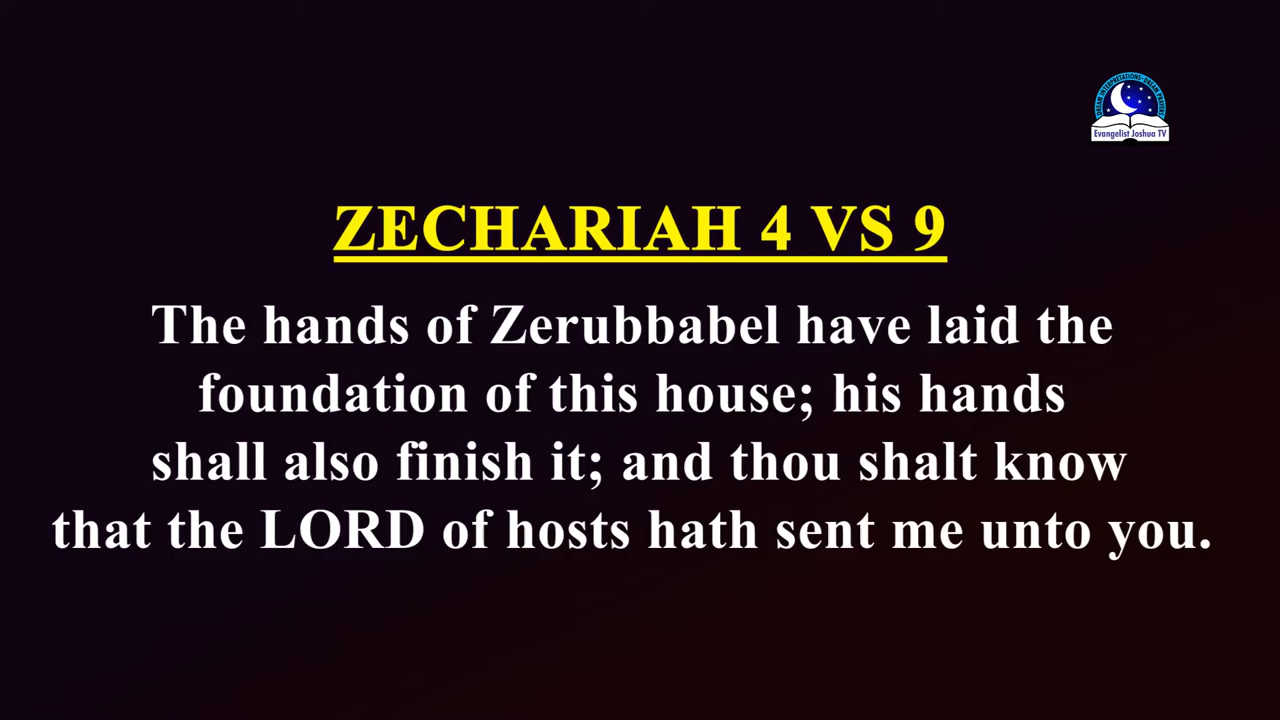 Evangelist Joshua TV
ZECHARIAH 4 VS 9
The hands of Zerubbabel have laid the
foundation of this house; his hands
shall also finish it; and thou shalt know
that the LORD of hosts hath sent me unto you.